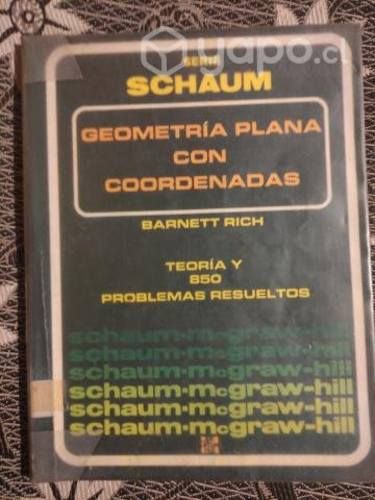 yapo.cl
SERIE
SCHAUM
GEOMETRÍA PLANA
CON
COORDENADAS
BARNETT RICH
TEORÍA Y
850
PROBLEMAS RESUELTOS
schaum·mcgraw-hill
schaum·mcgraw-hill
schaum·mcgraw-hill
schaum·mcgraw-hill
schaum·mcgraw-hill
schaum·mcgraw-hill